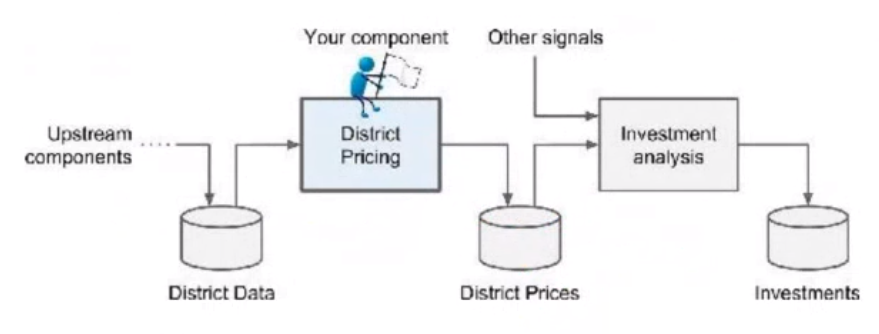 Your component
Other signals
Upstream
components
District
Pricing
Investment
analysis
District Data
District Prices
Investments